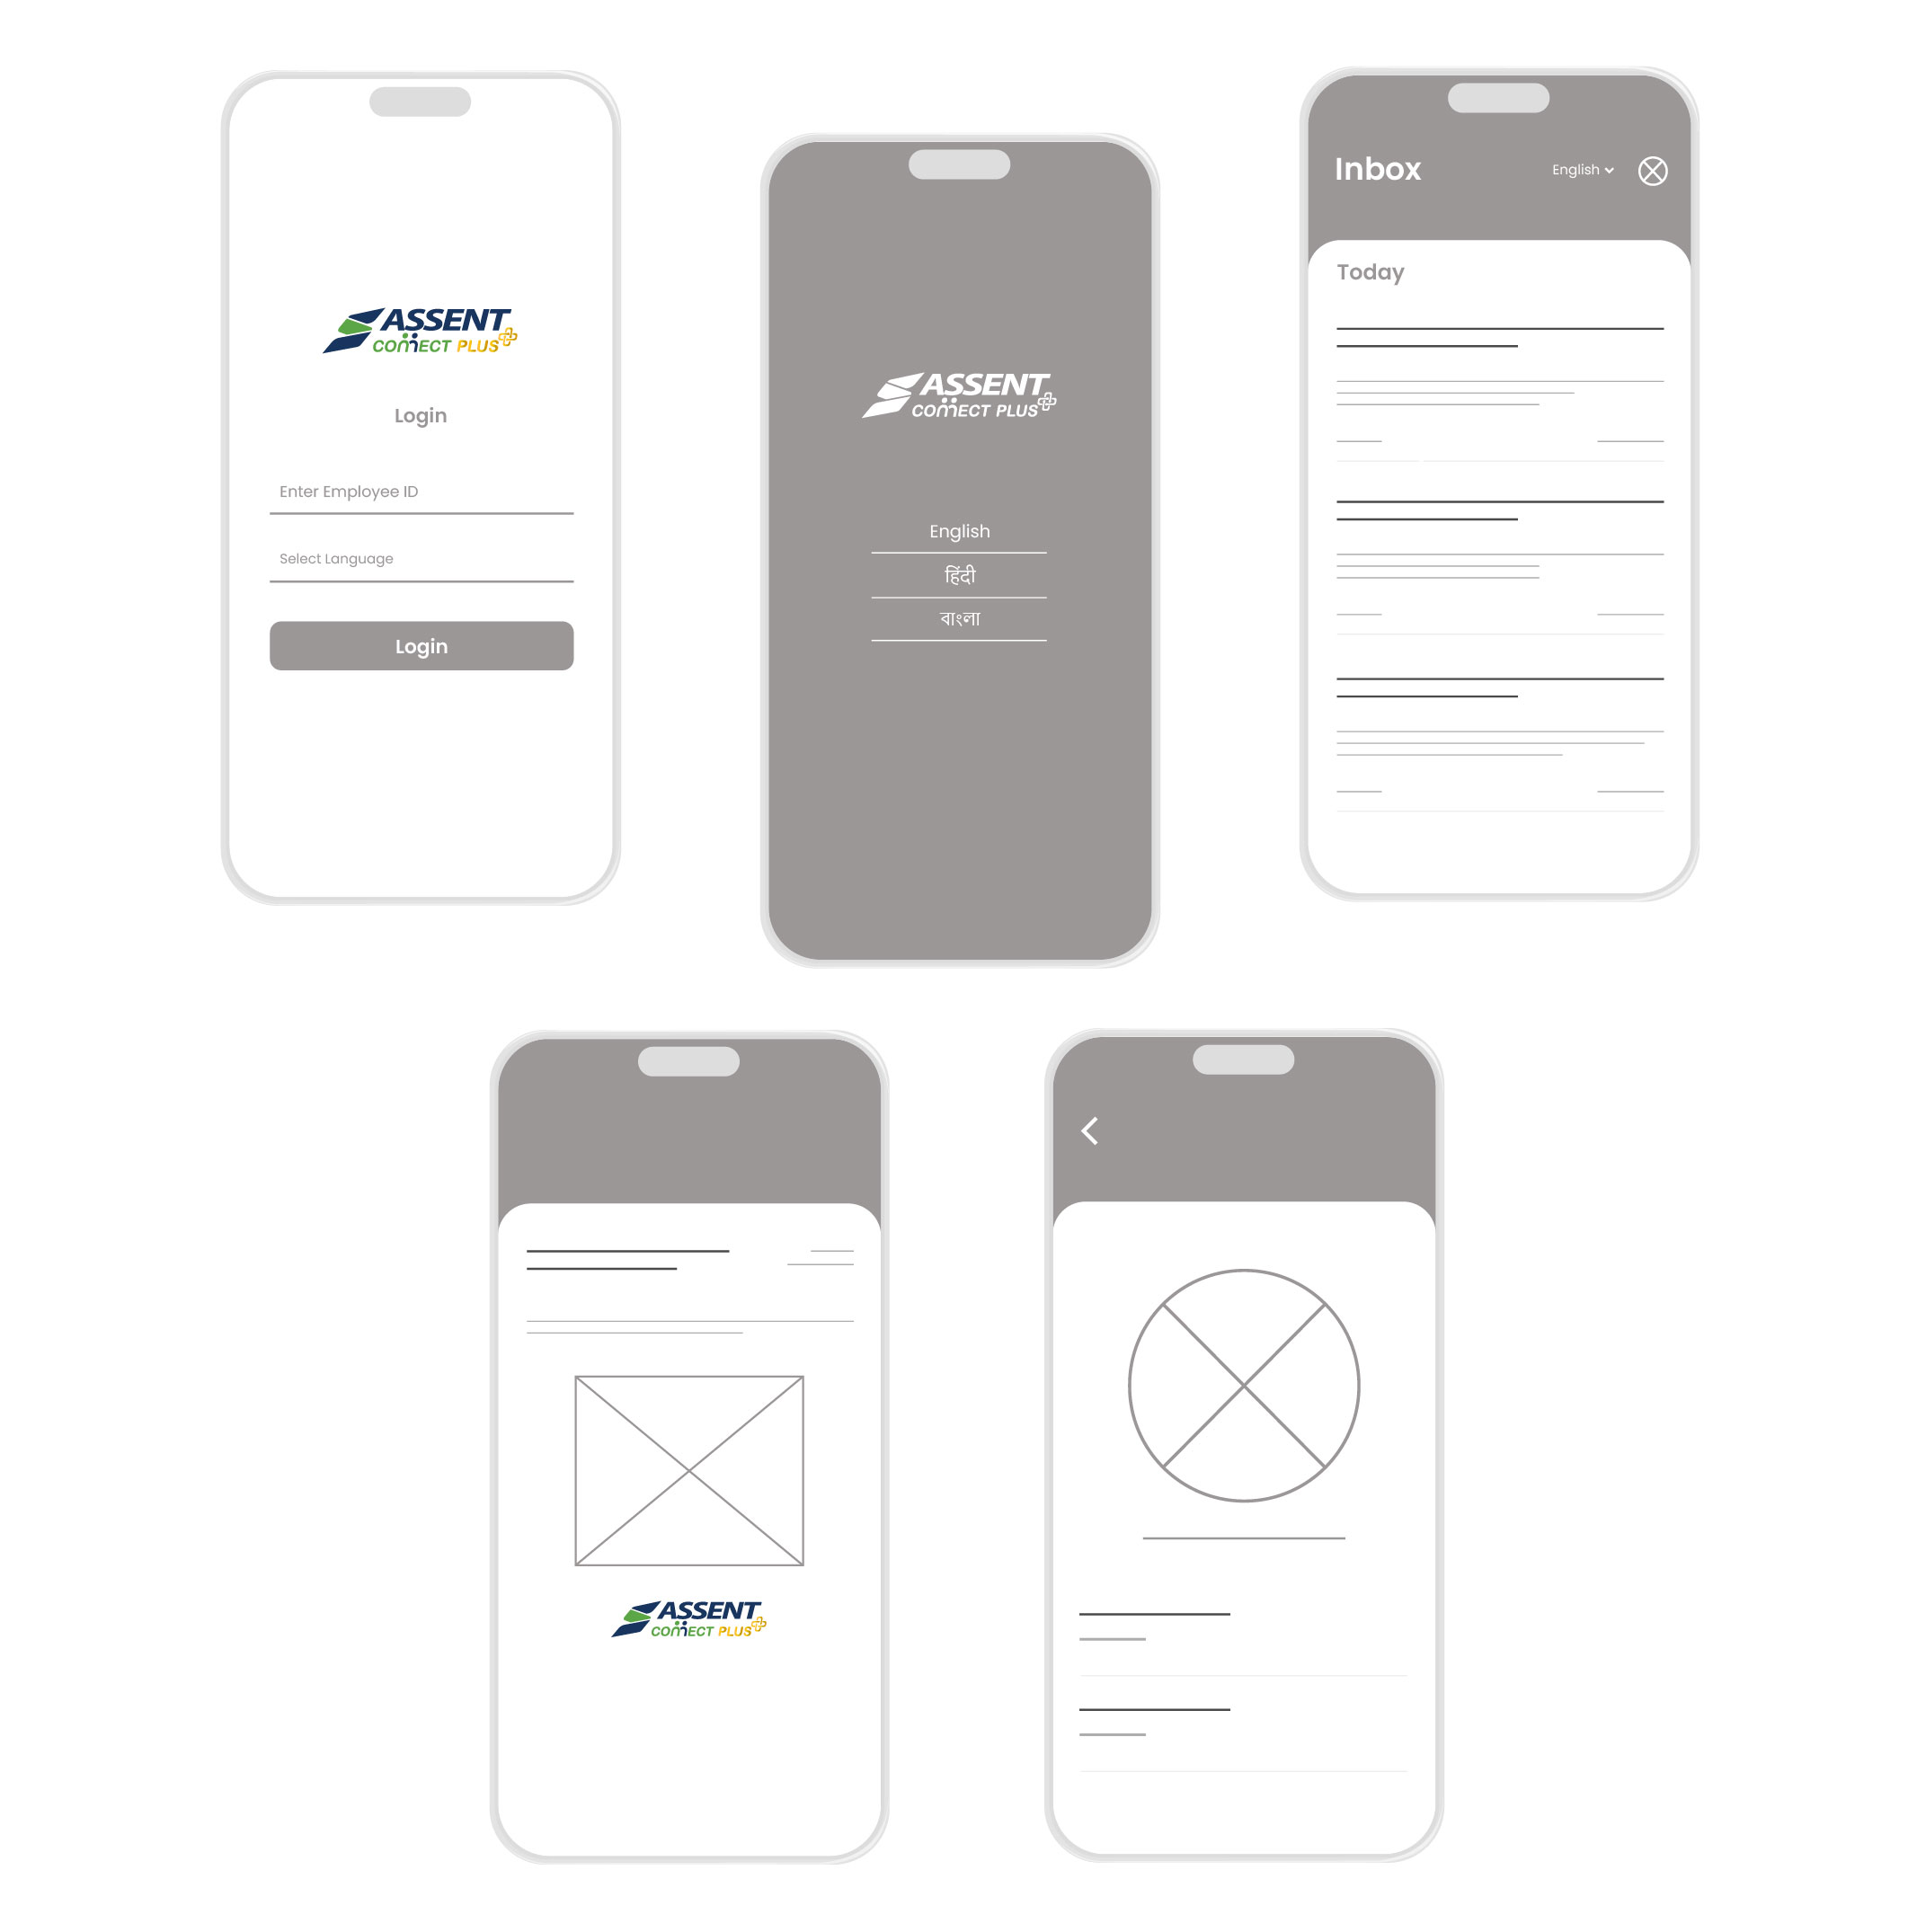 ASSENT
CONNECT PLUS
Login
Enter Employee ID
Select Language
Login
ASSENT
CONNECT PLUS
English
हिंदी
বাংলা
Inbox
English
Today
ASSENT
CONNECT PLUS